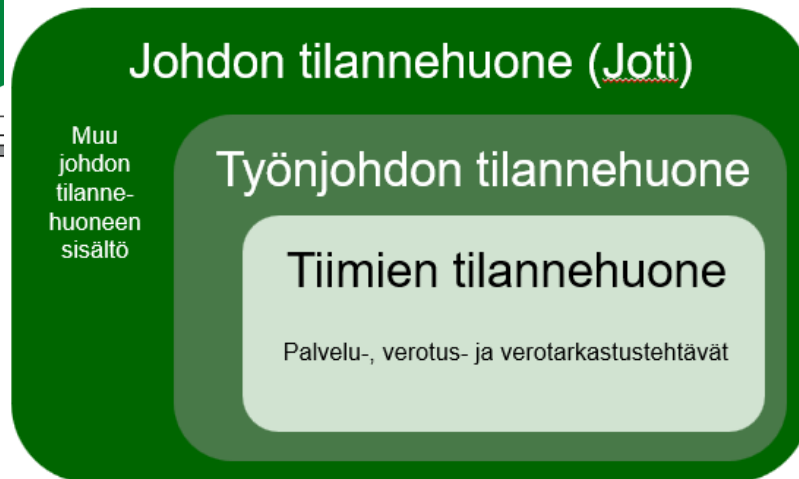 Johdon tilannehuone (Joti)
Muu
johdon
tilanne-
huoneen
sisältö
Työnjohdon tilannehuone
Tiimien tilannehuone
Palvelu-, verotus- ja verotarkastustehtävät